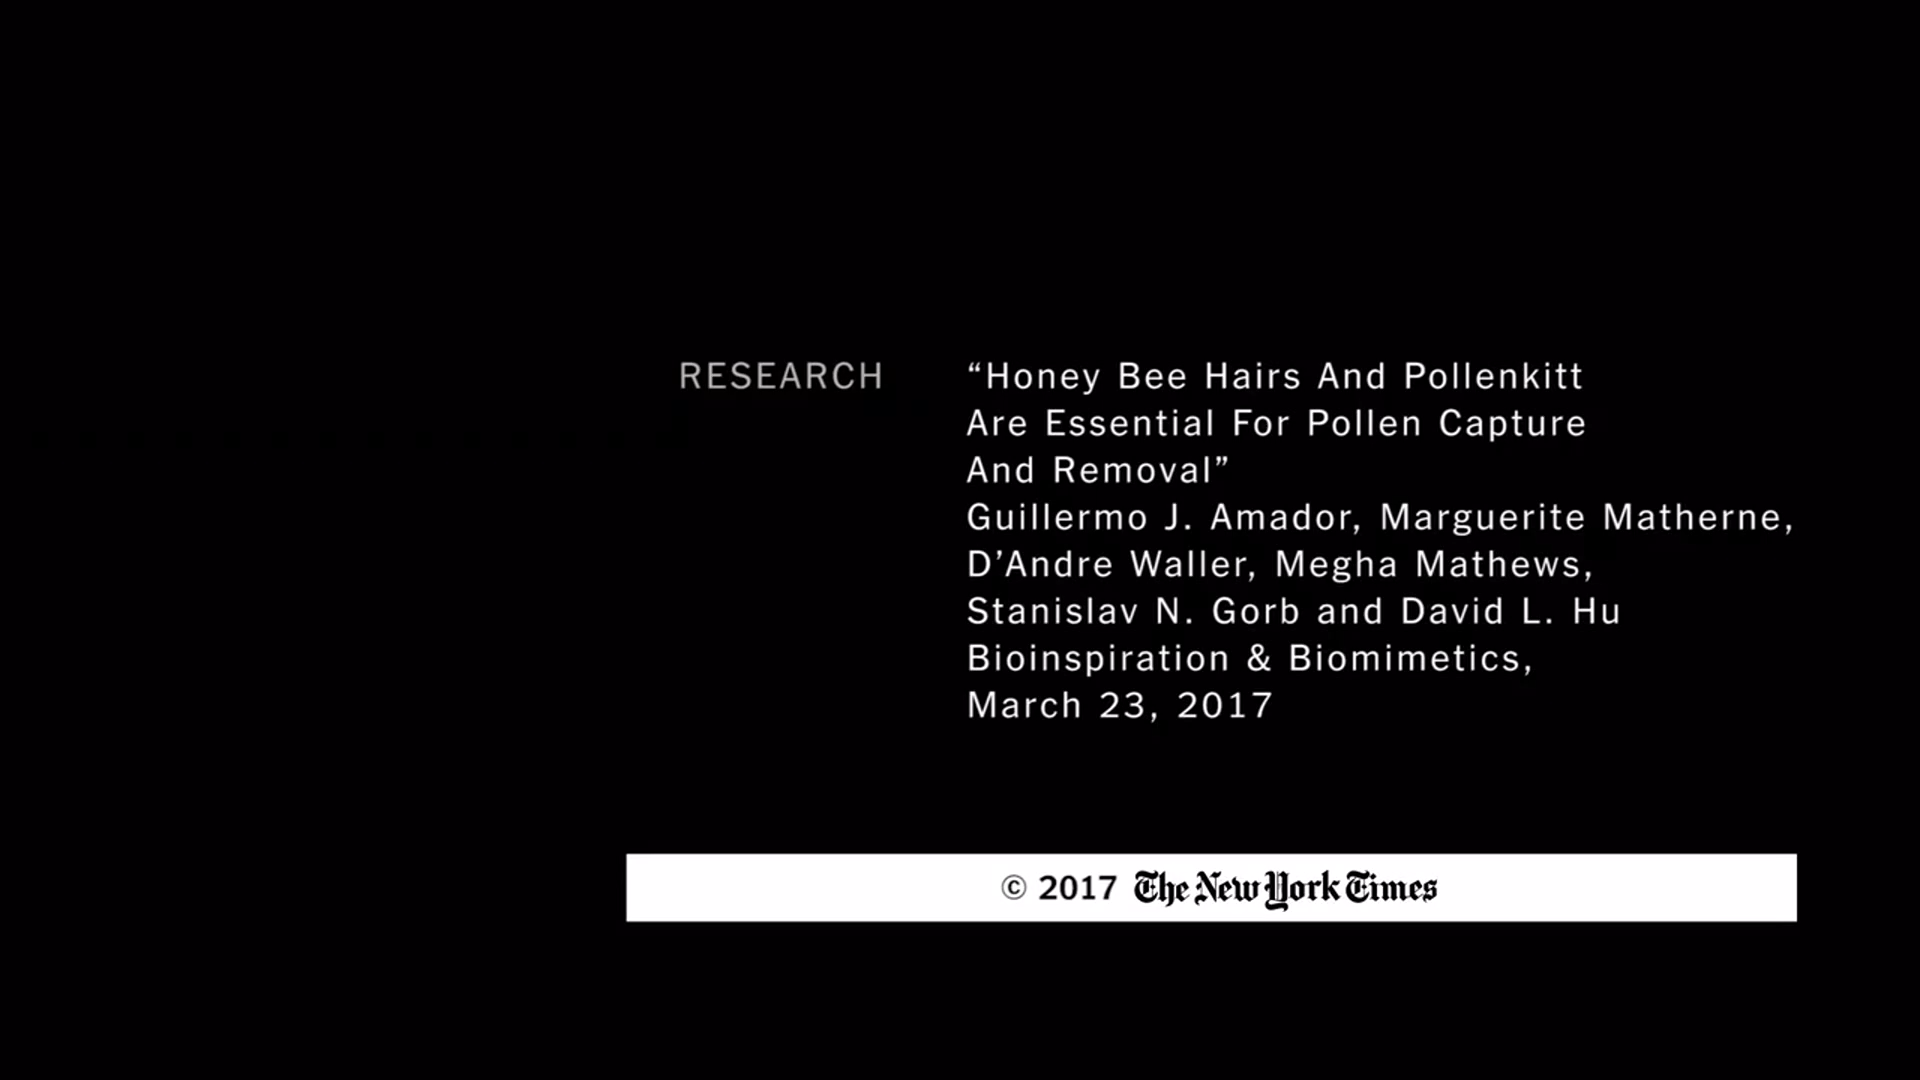 RESEARCH
“Honey Bee Hairs And Pollenkitt
Are Essential For Pollen Capture
And Removal”
Guillermo J. Amador, Marguerite Matherne,
D’Andre Waller, Megha Mathews,
Stanislav N. Gorb and David L. Hu
Bioinspiration & Biomimetics,
March 23, 2017
© 2017 The New York Times